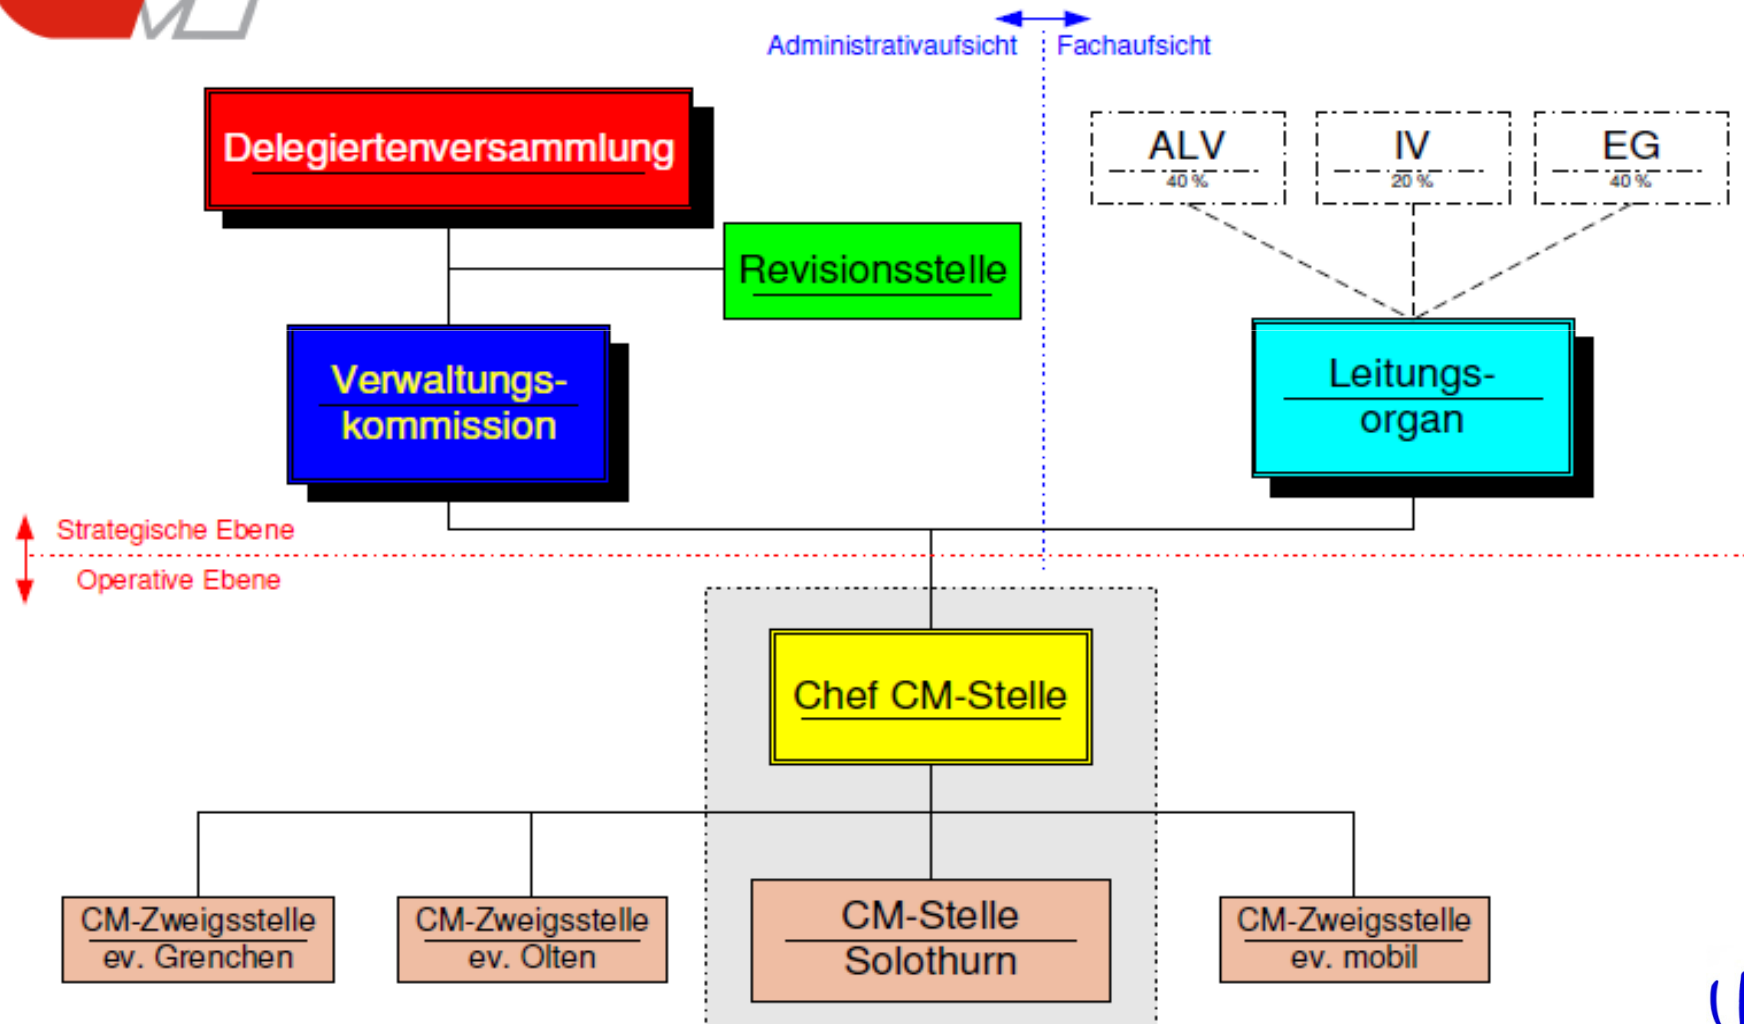 Administrativaufsicht Fachaufsicht
Delegiertenversammlung
ALV
40 %
IV
20 %
EG
40 %
Revisionsstelle
Verwaltungs-
kommission
Leitungs-
organ
Strategische Ebene
Operative Ebene
Chef CM-Stelle
CM-Zweigsstelle
ev. Grenchen
CM-Zweigsstelle
ev. Olten
CM-Stelle
Solothurn
CM-Zweigsstelle
ev. mobil